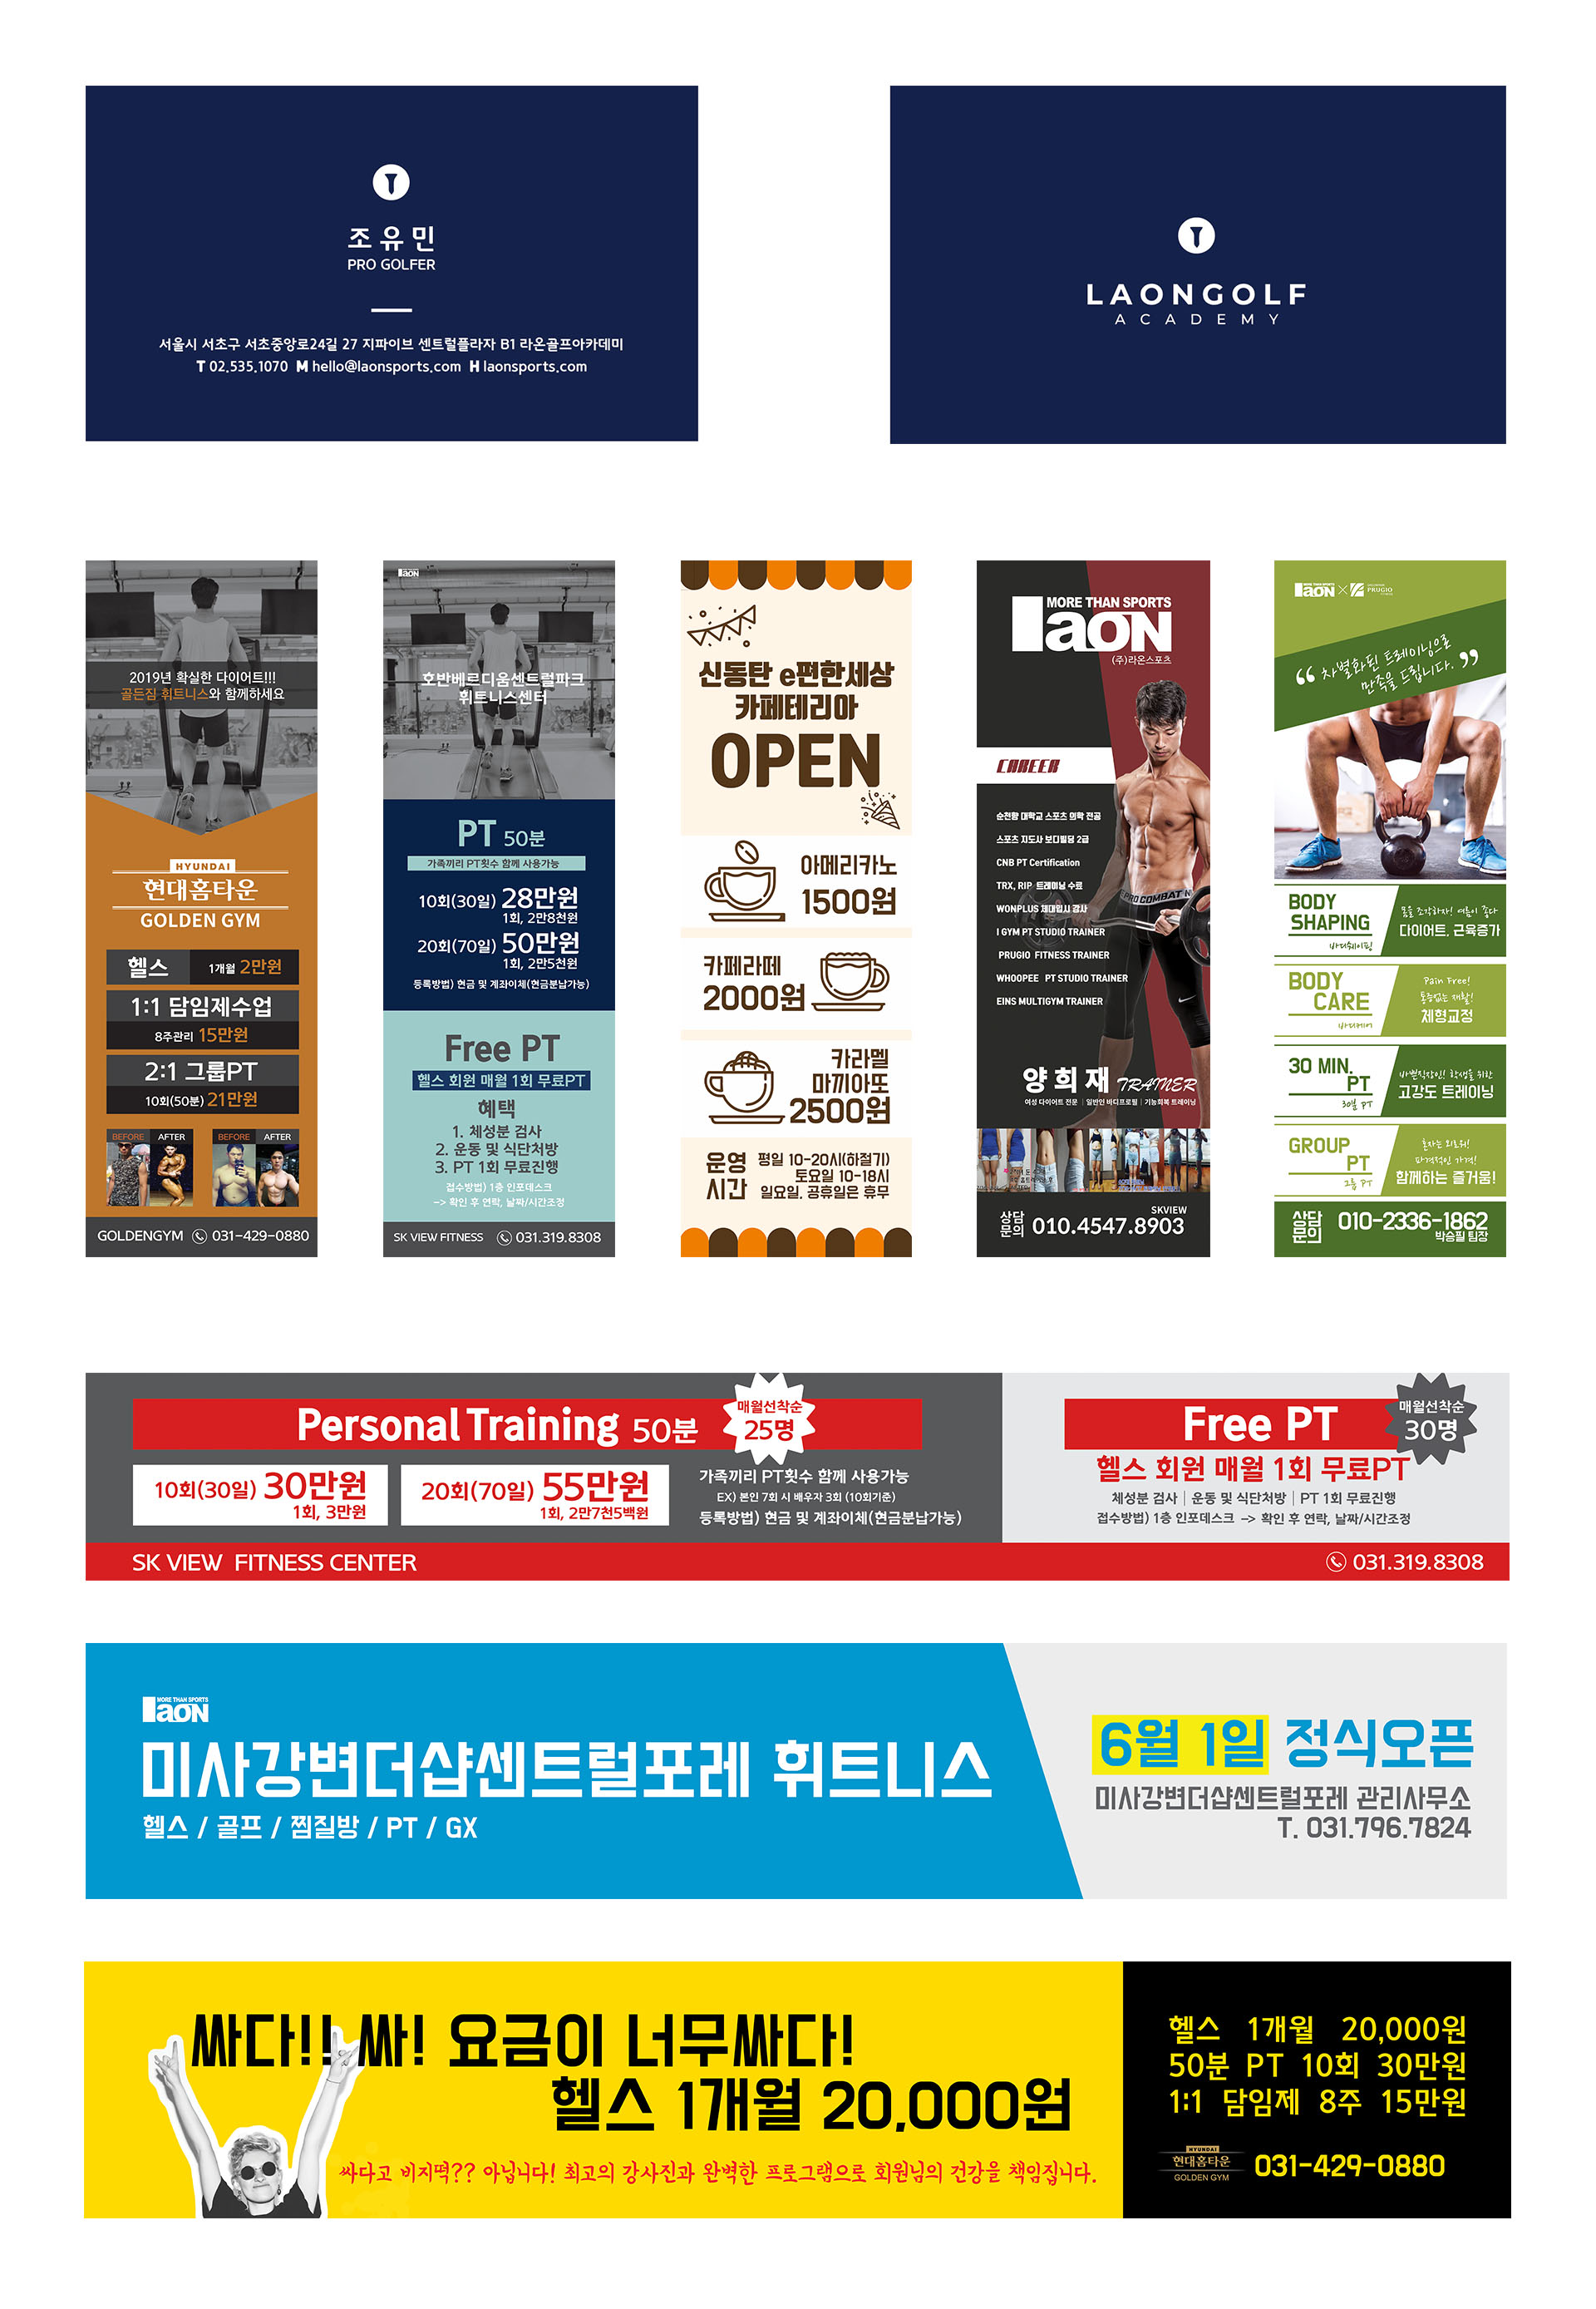 조유민
PRO GOLFER
서울시 서초구 서초중앙로24길 27 지파이브 센트럴플라자 B1 라온골프아카데미
T 02.535.1070 M hello@laonsports.com H laonsports.com
LAONGOLF
ACADEMY
2019년 확실한 다이어트!!!
골든짐 휘트니스와 함께하세요
HYUNDAI
현대홈타운
GOLDEN GYM
헬스 1개월 2만원
1:1 담임제수업
8주관리 15만원
2:1 그룹PT
10회(50분) 21만원
BEFORE AFTER BEFORE AFTER
GOLDENGYM 031-429-0880
laon
호반베르디움센트럴파크
휘트니스센터
PT 50분
가족끼리 PT횟수 함께 사용가능
10회(30일) 28만원
1회, 2만8천원
20회(70일) 50만원
1회, 2만5천원
등록방법) 현금 및 계좌이체(현금분납가능)
Free PT
헬스 회원 매월 1회 무료PT
혜택
1. 체성분 검사
2. 운동 및 식단처방
3. PT 1회 무료진행
접수방법) 1층 인포데스크
-> 확인 후 연락, 날짜/시간조정
SK VIEW FITNESS 031.319.8308
신동탄 e편한세상
카페테리아
OPEN
아메리카노
1500원
카페라떼
2000원
카라멜
마끼아또
2500원
운영
시간
평일 10-20시(하절기)
토요일 10-18시
일요일, 공휴일은 휴무
MORE THAN SPORTS
laon
(주)라온스포츠
CAREER
순천향 대학교 스포츠 의학 전공
스포츠 지도사 보디빌딩 2급
CNB PT Certification
TRX, RIP 트레이닝 수료
WONPLUS 체대입시 강사
I GYM PT STUDIO TRAINER
PRUGIO FITNESS TRAINER
WHOOPEE PT STUDIO TRAINER
EINS MULTIGYM TRAINER
PRO COMBAT
양희재 TRAINER
여성 다이어트 전문 | 일반인 바디프로필 | 기능회복 트레이닝
SKVIEW
상담
문의
010.4547.8903
MORE THAN SPORTS
laon × PRUGIO
“ 차별화된 트레이닝으로
만족을 드립니다. ”
BODY
SHAPING
바디쉐이핑
몸을 조각하자! 여름이 좋다
다이어트, 근육증가
BODY
CARE
바디케어
Pain Free!
통증없는 재활!
체형교정
30 MIN.
PT
30분 PT
바쁜직장인! 학생을 위한
고강도 트레이닝
GROUP
PT
그룹 PT
혼자는 외로워!
파격적인 가격!
함께하는 즐거움!
상담
문의
010-2336-1862
박승필 팀장
Personal Training 50분
매월선착순
25명
10회(30일) 30만원
1회, 3만원
20회(70일) 55만원
1회, 2만7천5백원
가족끼리 PT횟수 함께 사용가능
EX) 본인 7회 시 배우자 3회 (10회기준)
등록방법) 현금 및 계좌이체(현금분납가능)
Free PT
매월선착순
30명
헬스 회원 매월 1회 무료PT
체성분 검사 | 운동 및 식단처방 | PT 1회 무료진행
접수방법) 1층 인포데스크 -> 확인 후 연락, 날짜/시간조정
SK VIEW FITNESS CENTER
031.319.8308
MORE THAN SPORTS
laon
미사강변더샵센트럴포레 휘트니스
헬스 / 골프 / 찜질방 / PT / GX
6월 1일 정식오픈
미사강변더샵센트럴포레 관리사무소
T. 031.796.7824
싸다!! 싸! 요금이 너무싸다!
헬스 1개월 20,000원
싸다고 비지떡?? 아닙니다! 최고의 강사진과 완벽한 프로그램으로 회원님의 건강을 책임집니다.
헬스 1개월 20,000원
50분 PT 10회 30만원
1:1 담임제 8주 15만원
HYUNDAI
현대홈타운
GOLDEN GYM
031-429-0880